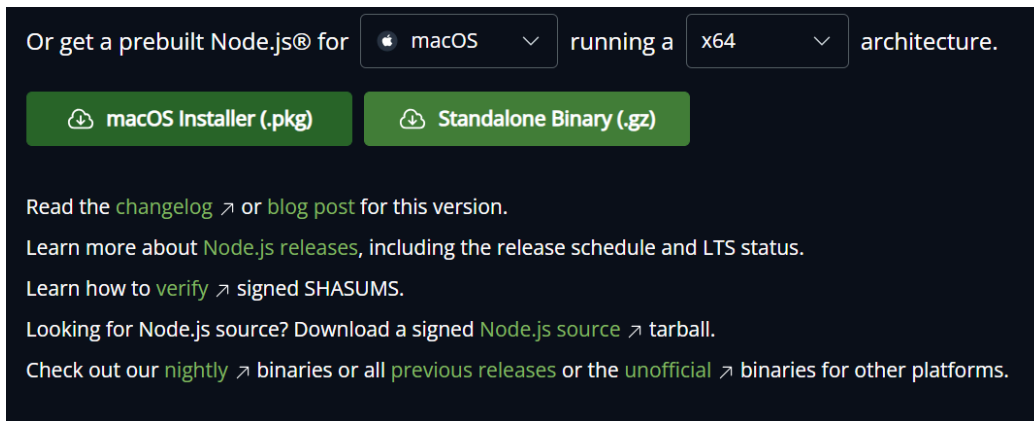 Or get a prebuilt Node.js® for macOS running a x64 architecture.
macOS Installer (.pkg) Standalone Binary (.gz)
Read the changelog or blog post for this version.
Learn more about Node.js releases, including the release schedule and LTS status.
Learn how to verify signed SHASUMS.
Looking for Node.js source? Download a signed Node.js source tarball.
Check out our nightly binaries or all previous releases or the unofficial binaries for other platforms.